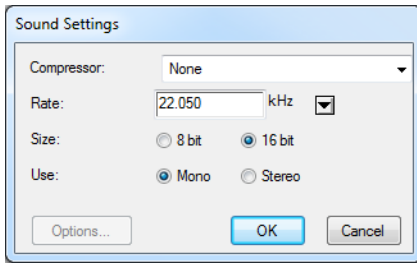 Sound Settings
Compressor: None
Rate: 22.050 kHz
Size: 8 bit 16 bit
Use: Mono Stereo
Options... OK Cancel